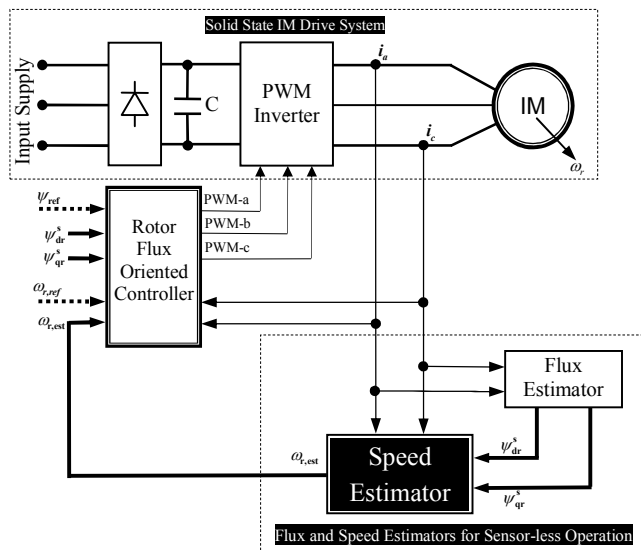 Solid State IM Drive System
Input Supply
C
PWM
Inverter
i_a
i_c
IM
ω_r
ψ_ref
ψ^s_dr
ψ^s_qr
ω_r,ref
ω_r,est
Rotor
Flux
Oriented
Controller
PWM-a
PWM-b
PWM-c
Flux
Estimator
ω_r,est
Speed
Estimator
ψ^s_dr
ψ^s_qr
Flux and Speed Estimators for Sensor-less Operation